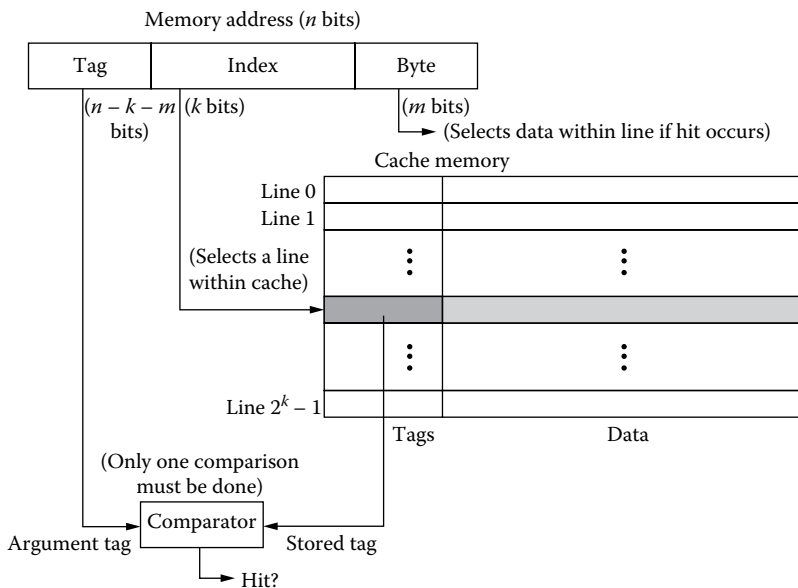 Memory address (n bits)
Tag
Index
Byte
(n – k – m
bits)
(k bits)
(m bits)
(Selects data within line if hit occurs)
Cache memory
Line 0
Line 1
(Selects a line
within cache)
Line 2^k – 1
Tags
Data
(Only one comparison
must be done)
Comparator
Argument tag
Stored tag
Hit?